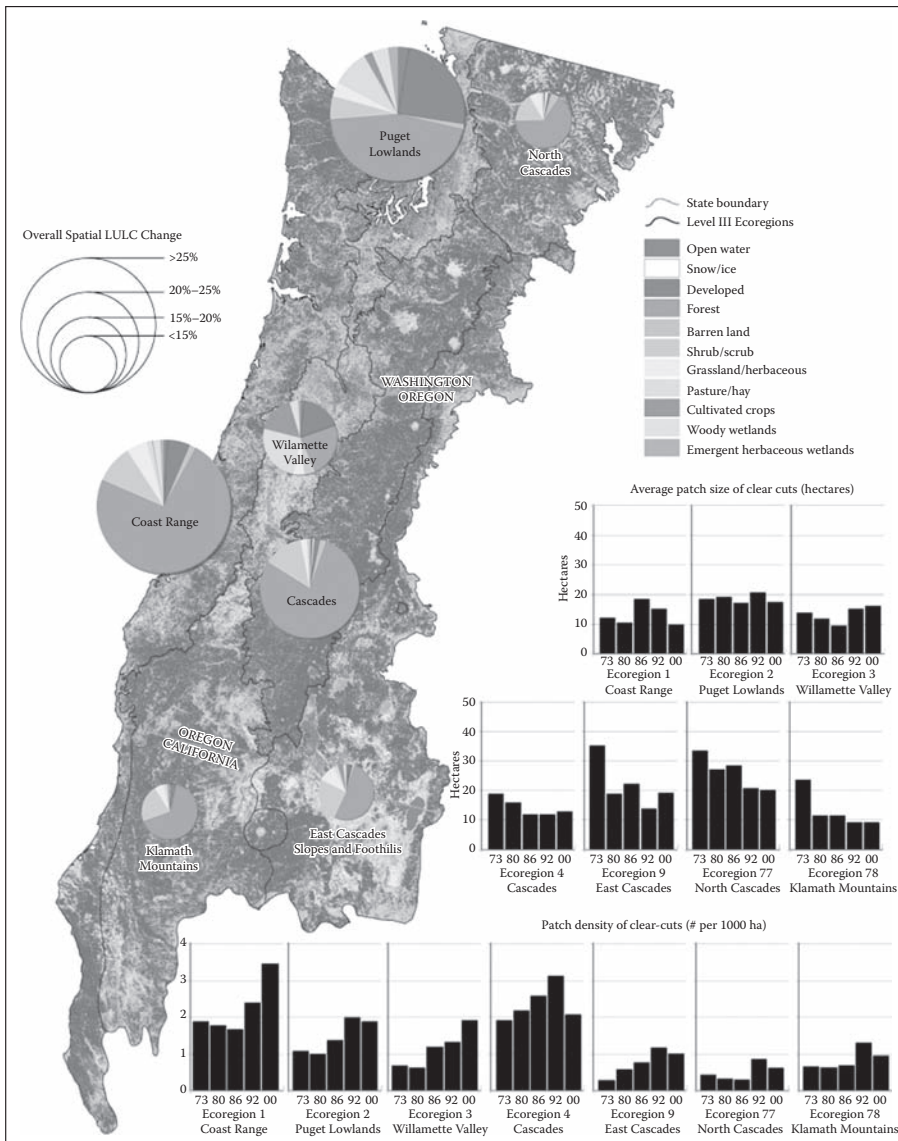 Puget
Lowlands
North
Cascades
State boundary
Level III Ecoregions
Open water
Snow/ice
Developed
Forest
Barren land
Shrub/scrub
Grassland/herbaceous
Pasture/hay
Cultivated crops
Woody wetlands
Emergent herbaceous wetlands
Overall Spatial LULC Change
>25%
20%–25%
15%–20%
<15%
WASHINGTON
OREGON
Wilamette
Valley
Coast Range
Cascades
OREGON
CALIFORNIA
Klamath
Mountains
East Cascades
Slopes and Foothilis
Average patch size of clear cuts (hectares)
Hectares
50
40
30
20
10
0
73 80 86 92 00
Ecoregion 1
Coast Range
73 80 86 92 00
Ecoregion 2
Puget Lowlands
73 80 86 92 00
Ecoregion 3
Willamette Valley
Hectares
50
40
30
20
10
0
73 80 86 92 00
Ecoregion 4
Cascades
73 80 86 92 00
Ecoregion 9
East Cascades
73 80 86 92 00
Ecoregion 77
North Cascades
73 80 86 92 00
Ecoregion 78
Klamath Mountains
Patch density of clear-cuts (# per 1000 ha)
4
3
2
1
0
73 80 86 92 00
Ecoregion 1
Coast Range
73 80 86 92 00
Ecoregion 2
Puget Lowlands
73 80 86 92 00
Ecoregion 3
Willamette Valley
73 80 86 92 00
Ecoregion 4
Cascades
73 80 86 92 00
Ecoregion 9
East Cascades
73 80 86 92 00
Ecoregion 77
North Cascades
73 80 86 92 00
Ecoregion 78
Klamath Mountains